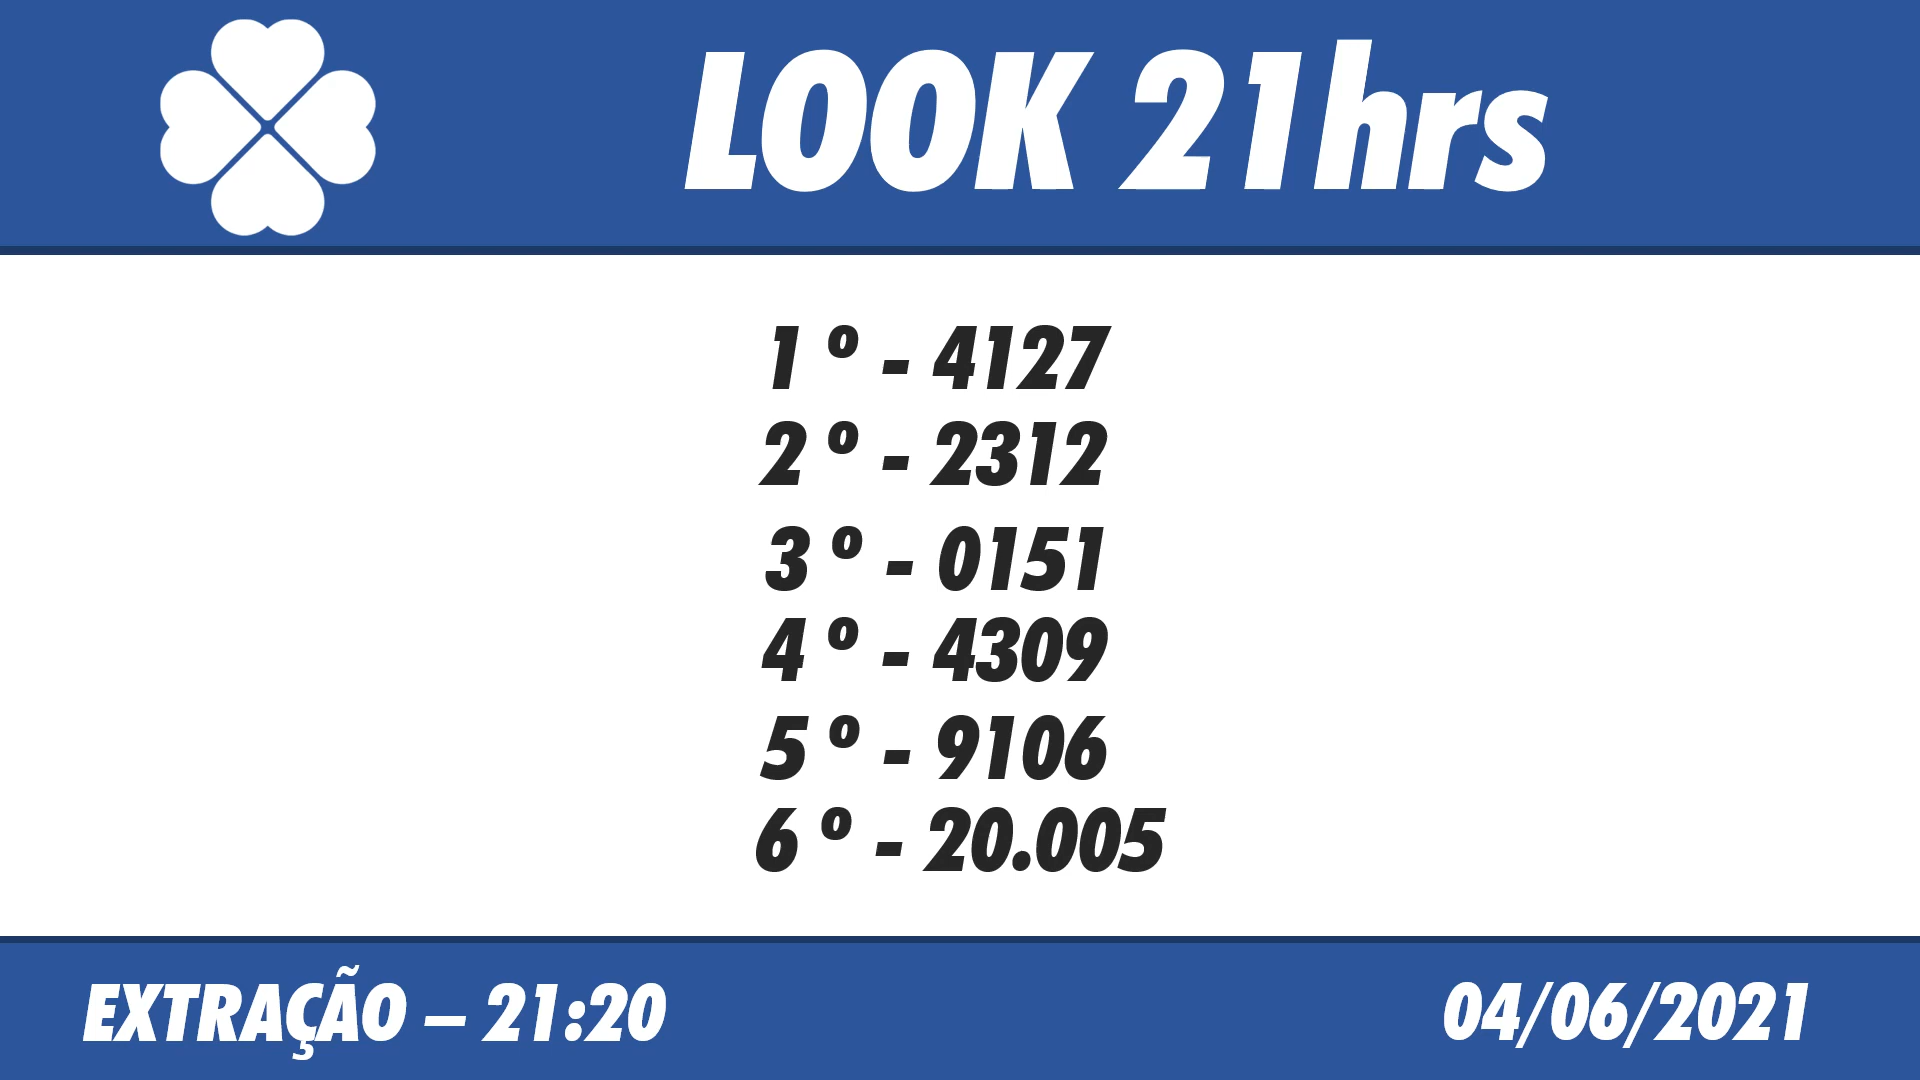 LOOK 21hrs
1 º - 4127
2 º - 2312
3 º - 0151
4 º - 4309
5 º - 9106
6 º - 20.005
EXTRAÇÃO – 21:20
04/06/2021